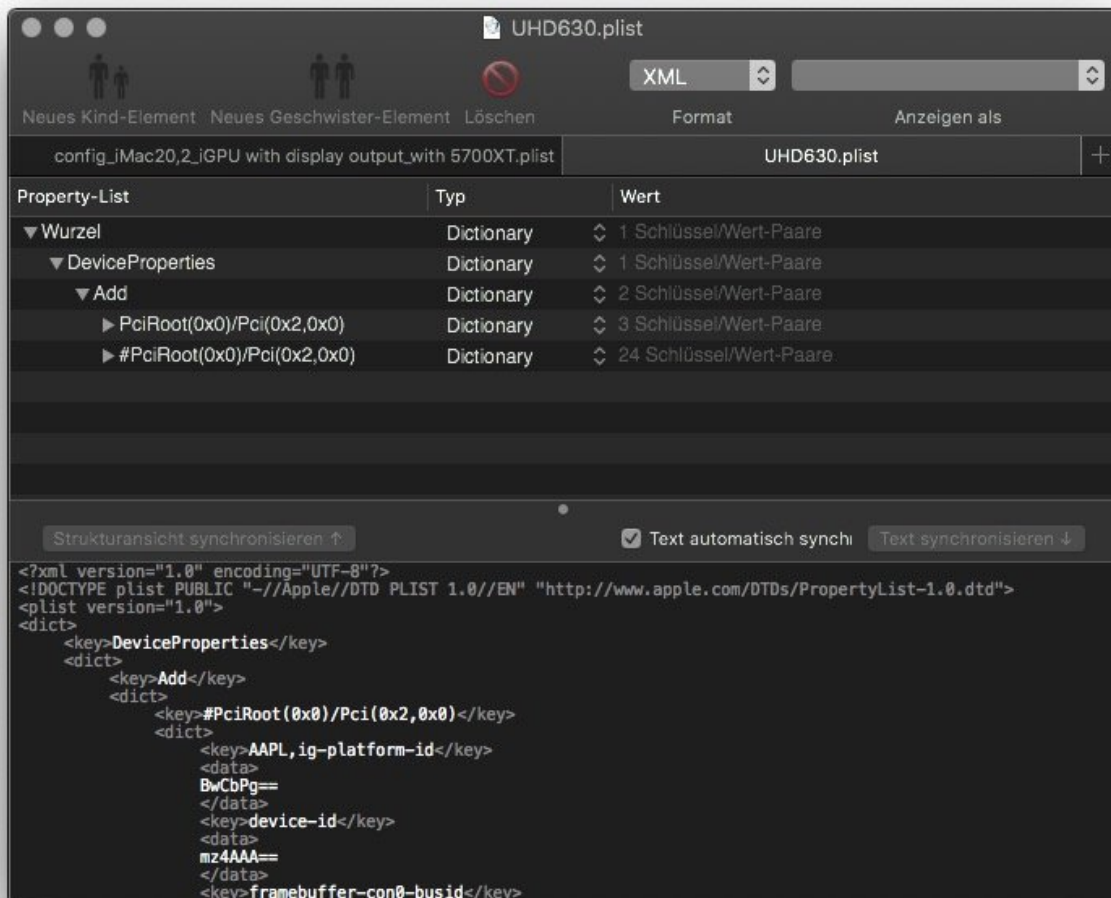 UHD630.plist
XML
Neues Kind-Element Neues Geschwister-Element Löschen Format Anzeigen als
config_iMac20,2_iGPU with display output_with 5700XT.plist UHD630.plist +
Property-List Typ Wert
Wurzel Dictionary 1 Schlüssel/Wert-Paare
DeviceProperties Dictionary 1 Schlüssel/Wert-Paare
Add Dictionary 2 Schlüssel/Wert-Paare
PciRoot(0x0)/Pci(0x2,0x0) Dictionary 3 Schlüssel/Wert-Paare
#PciRoot(0x0)/Pci(0x2,0x0) Dictionary 24 Schlüssel/Wert-Paare
Strukturansicht synchronisieren ↑ Text automatisch synchi Text synchronisieren ↓
<?xml version="1.0" encoding="UTF-8"?>
<!DOCTYPE plist PUBLIC "-//Apple//DTD PLIST 1.0//EN" "http://www.apple.com/DTDs/PropertyList-1.0.dtd">
<plist version="1.0">
<dict>
<key>DeviceProperties</key>
<dict>
<key>Add</key>
<dict>
<key>#PciRoot(0x0)/Pci(0x2,0x0)</key>
<dict>
<key>AAPL,ig-platform-id</key>
<data>
BwCbPg==
</data>
<key>device-id</key>
<data>
mz4AAA==
</data>
<key>framebuffer-con0-busid</key>